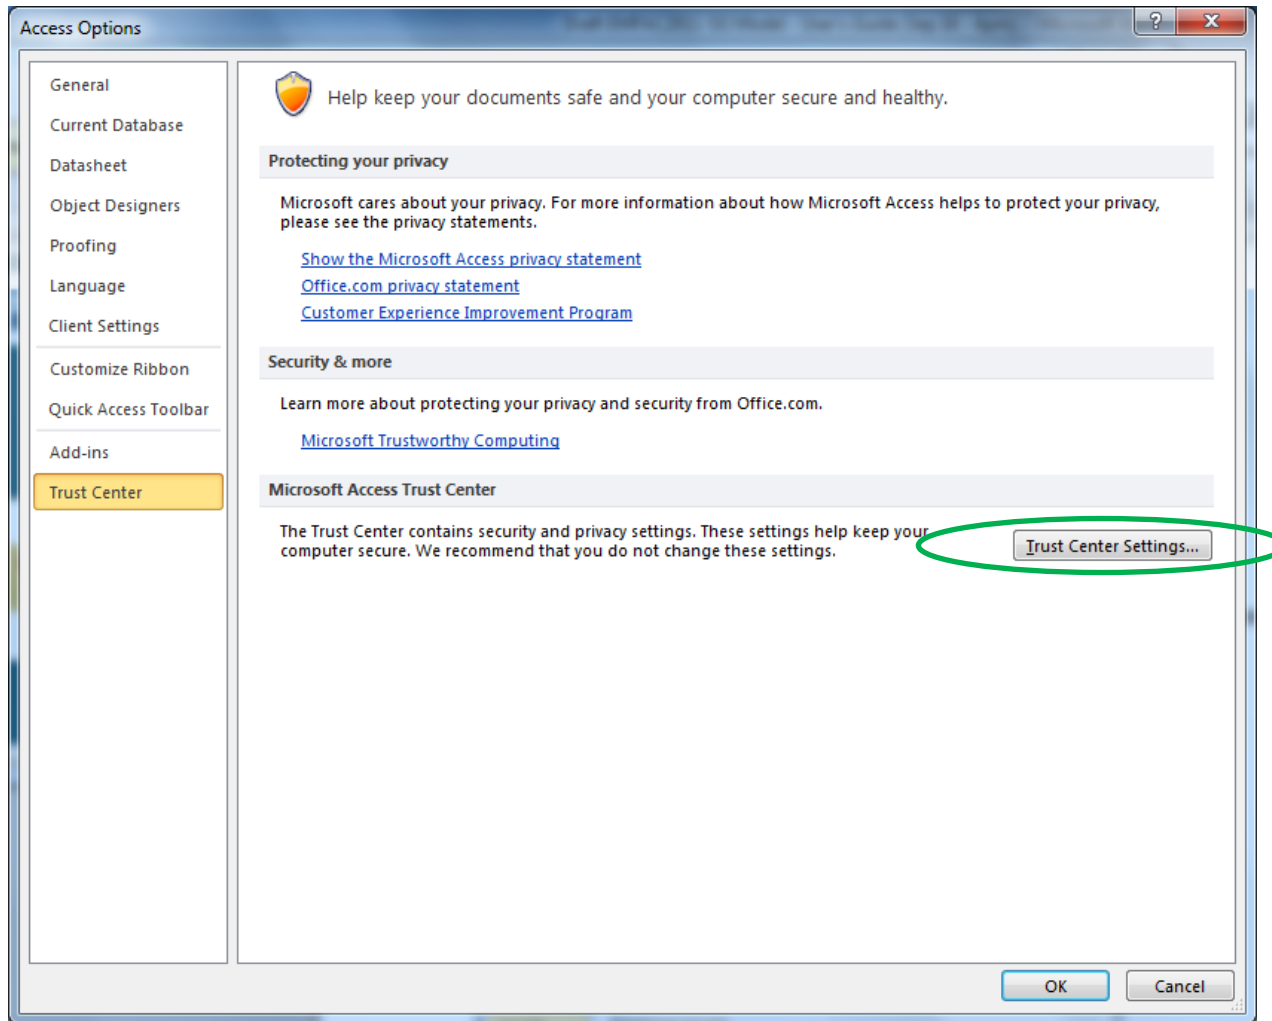 Access Options
General
Current Database
Datasheet
Object Designers
Proofing
Language
Client Settings
Customize Ribbon
Quick Access Toolbar
Add-ins
Trust Center
Help keep your documents safe and your computer secure and healthy.
Protecting your privacy
Microsoft cares about your privacy. For more information about how Microsoft Access helps to protect your privacy,
please see the privacy statements.
Show the Microsoft Access privacy statement
Office.com privacy statement
Customer Experience Improvement Program
Security & more
Learn more about protecting your privacy and security from Office.com.
Microsoft Trustworthy Computing
Microsoft Access Trust Center
The Trust Center contains security and privacy settings. These settings help keep your
computer secure. We recommend that you do not change these settings.
Trust Center Settings...
OK
Cancel